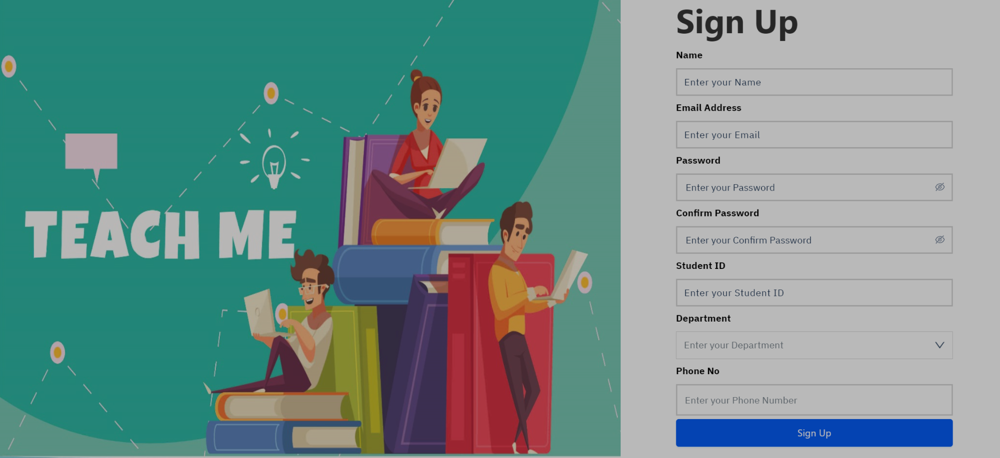 TEACH ME
Sign Up
Name
Enter your Name
Email Address
Enter your Email
Password
Enter your Password
Confirm Password
Enter your Confirm Password
Student ID
Enter your Student ID
Department
Enter your Department
Phone No
Enter your Phone Number
Sign Up